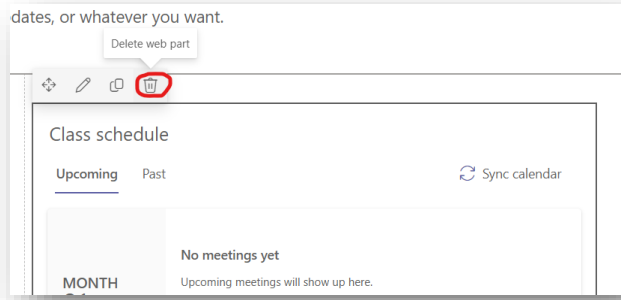 dates, or whatever you want.
Delete web part
Class schedule
Upcoming Past Sync calendar
No meetings yet
MONTH Upcoming meetings will show up here.